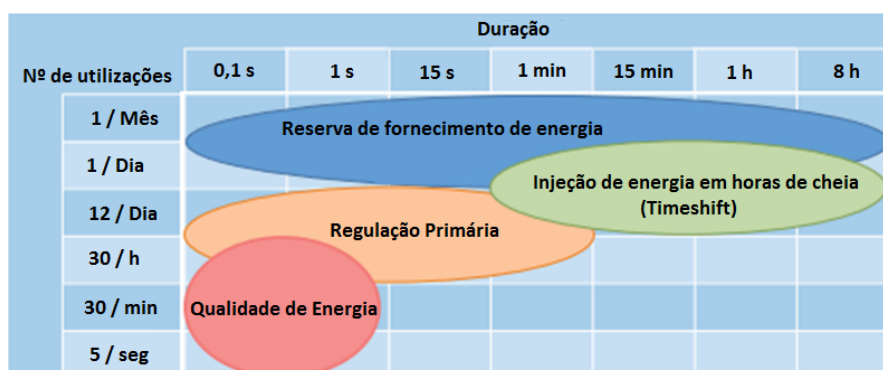 Duração
Nº de utilizações
0,1 s
1 s
15 s
1 min
15 min
1 h
8 h
1 / Mês
Reserva de fornecimento de energia
1 / Dia
Injeção de energia em horas de cheia
(Timeshift)
12 / Dia
Regulação Primária
30 / h
30 / min
Qualidade de Energia
5 / seg